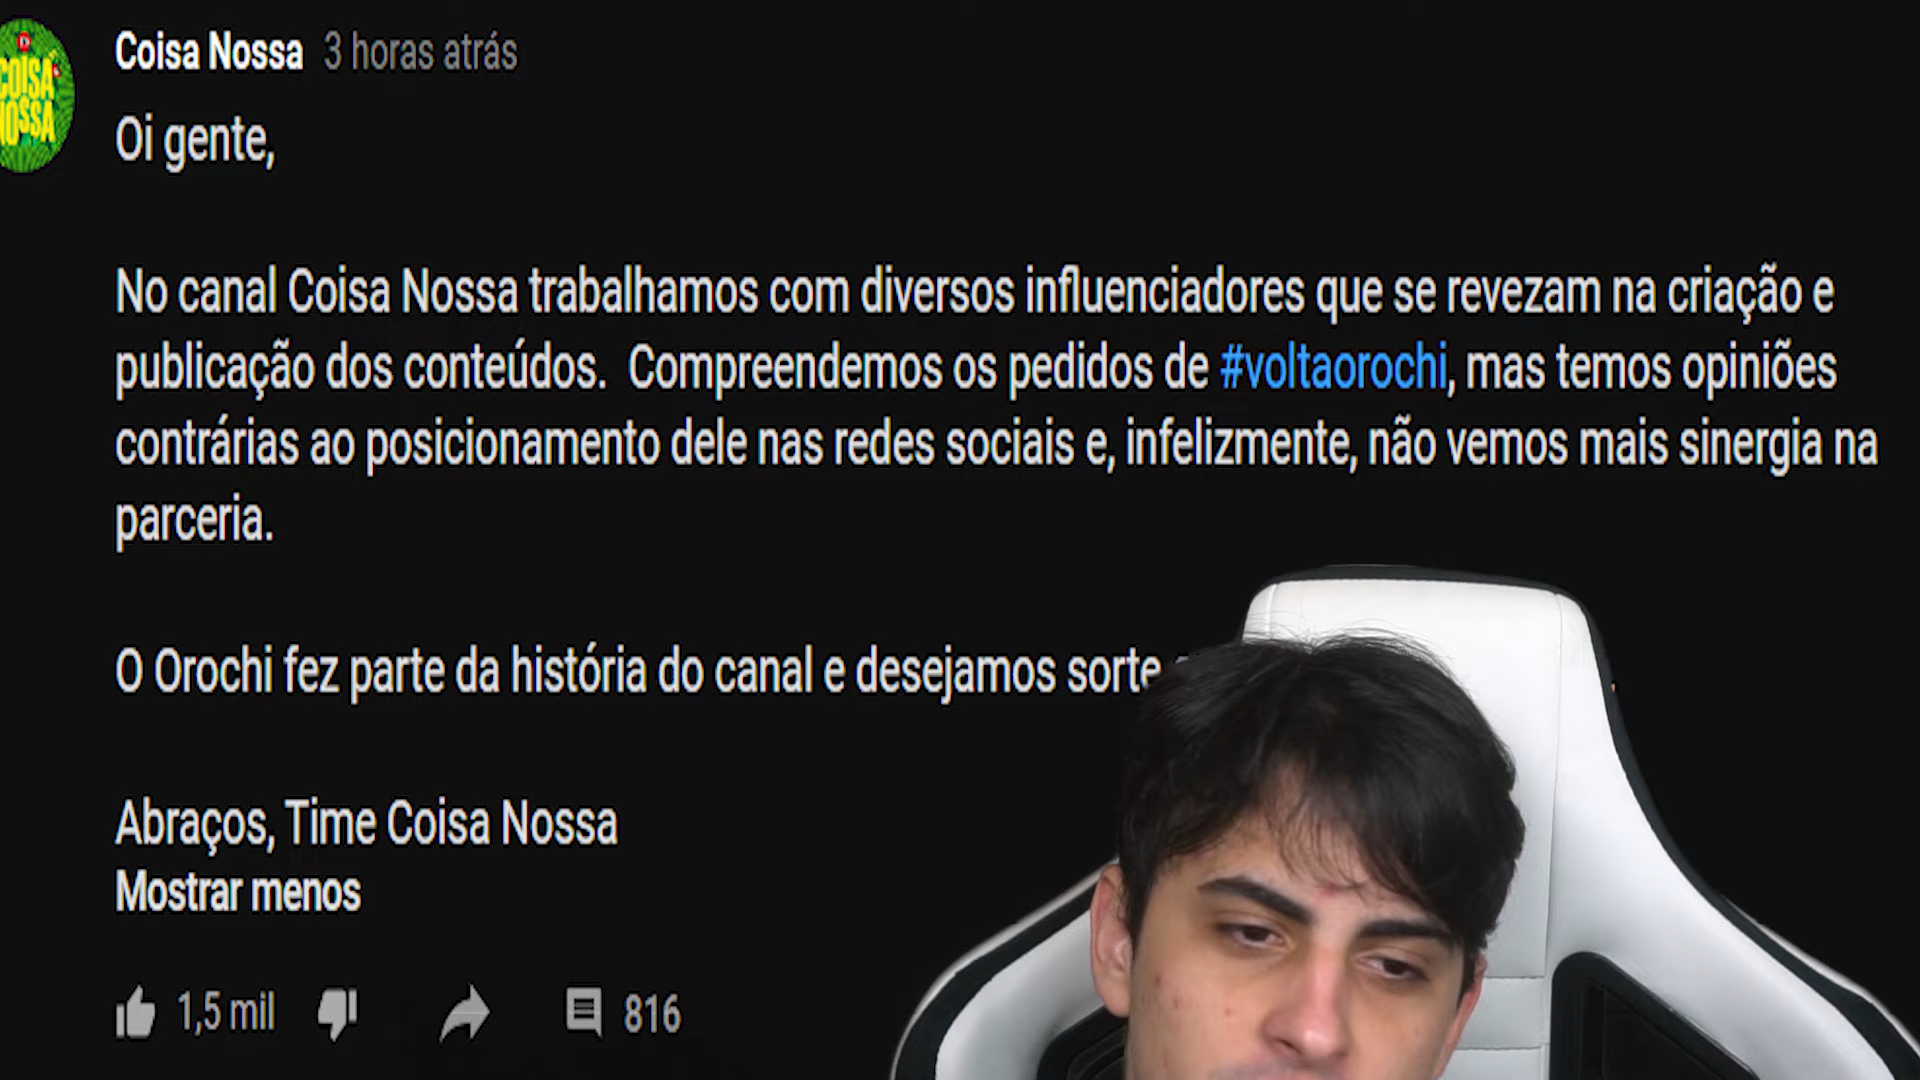 COISA
NOSSA
Coisa Nossa 3 horas atrás
Oi gente,
No canal Coisa Nossa trabalhamos com diversos influenciadores que se revezam na criação e
publicação dos conteúdos. Compreendemos os pedidos de #voltaorochi, mas temos opiniões
contrárias ao posicionamento dele nas redes sociais e, infelizmente, não vemos mais sinergia na
parceria.
O Orochi fez parte da história do canal e desejamos sorte
Abraços, Time Coisa Nossa
Mostrar menos
1,5 mil 816